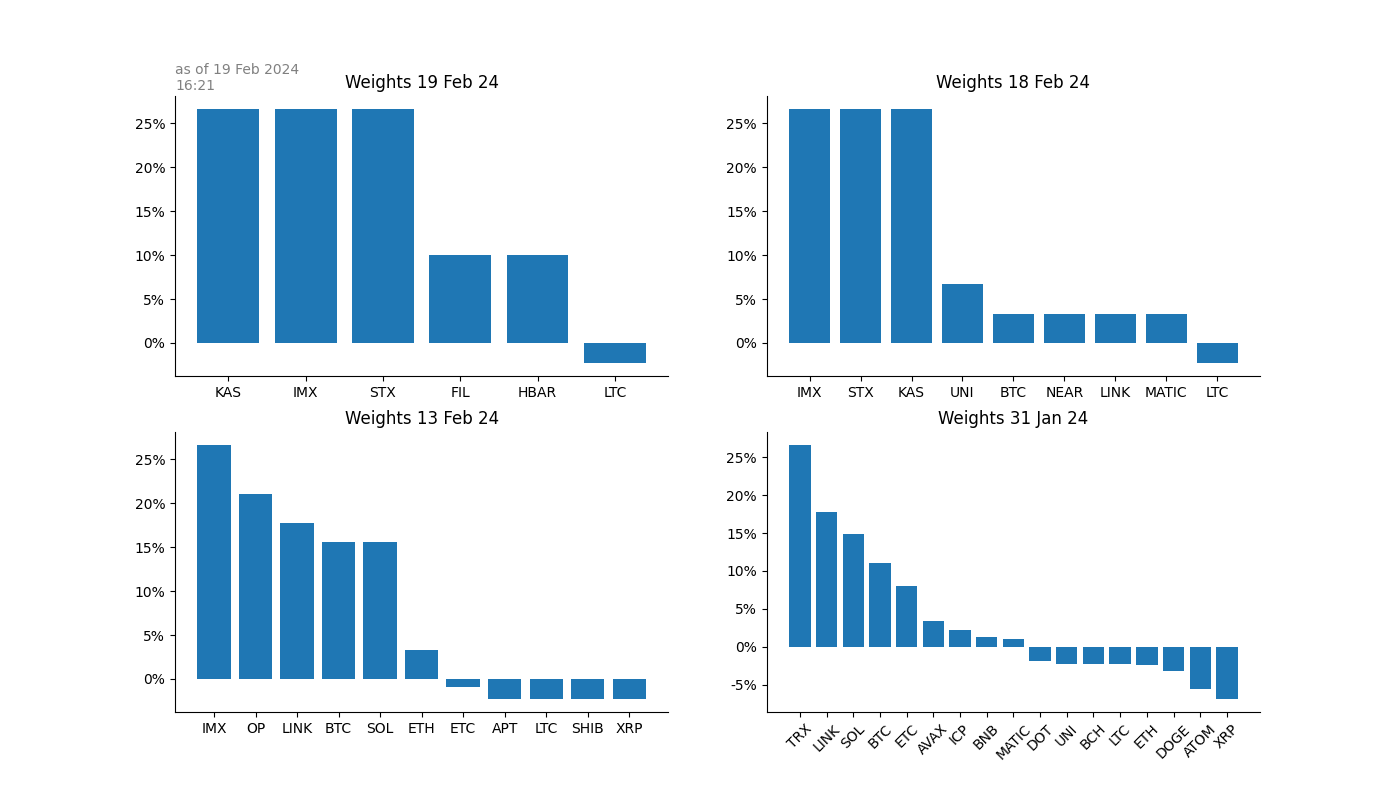 as of 19 Feb 2024
16:21
Weights 19 Feb 24
25%
20%
15%
10%
5%
0%
KAS IMX STX FIL HBAR LTC
Weights 18 Feb 24
25%
20%
15%
10%
5%
0%
IMX STX KAS UNI BTC NEAR LINK MATIC LTC
Weights 13 Feb 24
25%
20%
15%
10%
5%
0%
IMX OP LINK BTC SOL ETH ETC APT LTC SHIB XRP
Weights 31 Jan 24
25%
20%
15%
10%
5%
0%
-5%
TRX LINK SOL BTC ETC AVAX ICP BNB MATIC DOT UNI BCH LTC ETH DOGE ATOM XRP